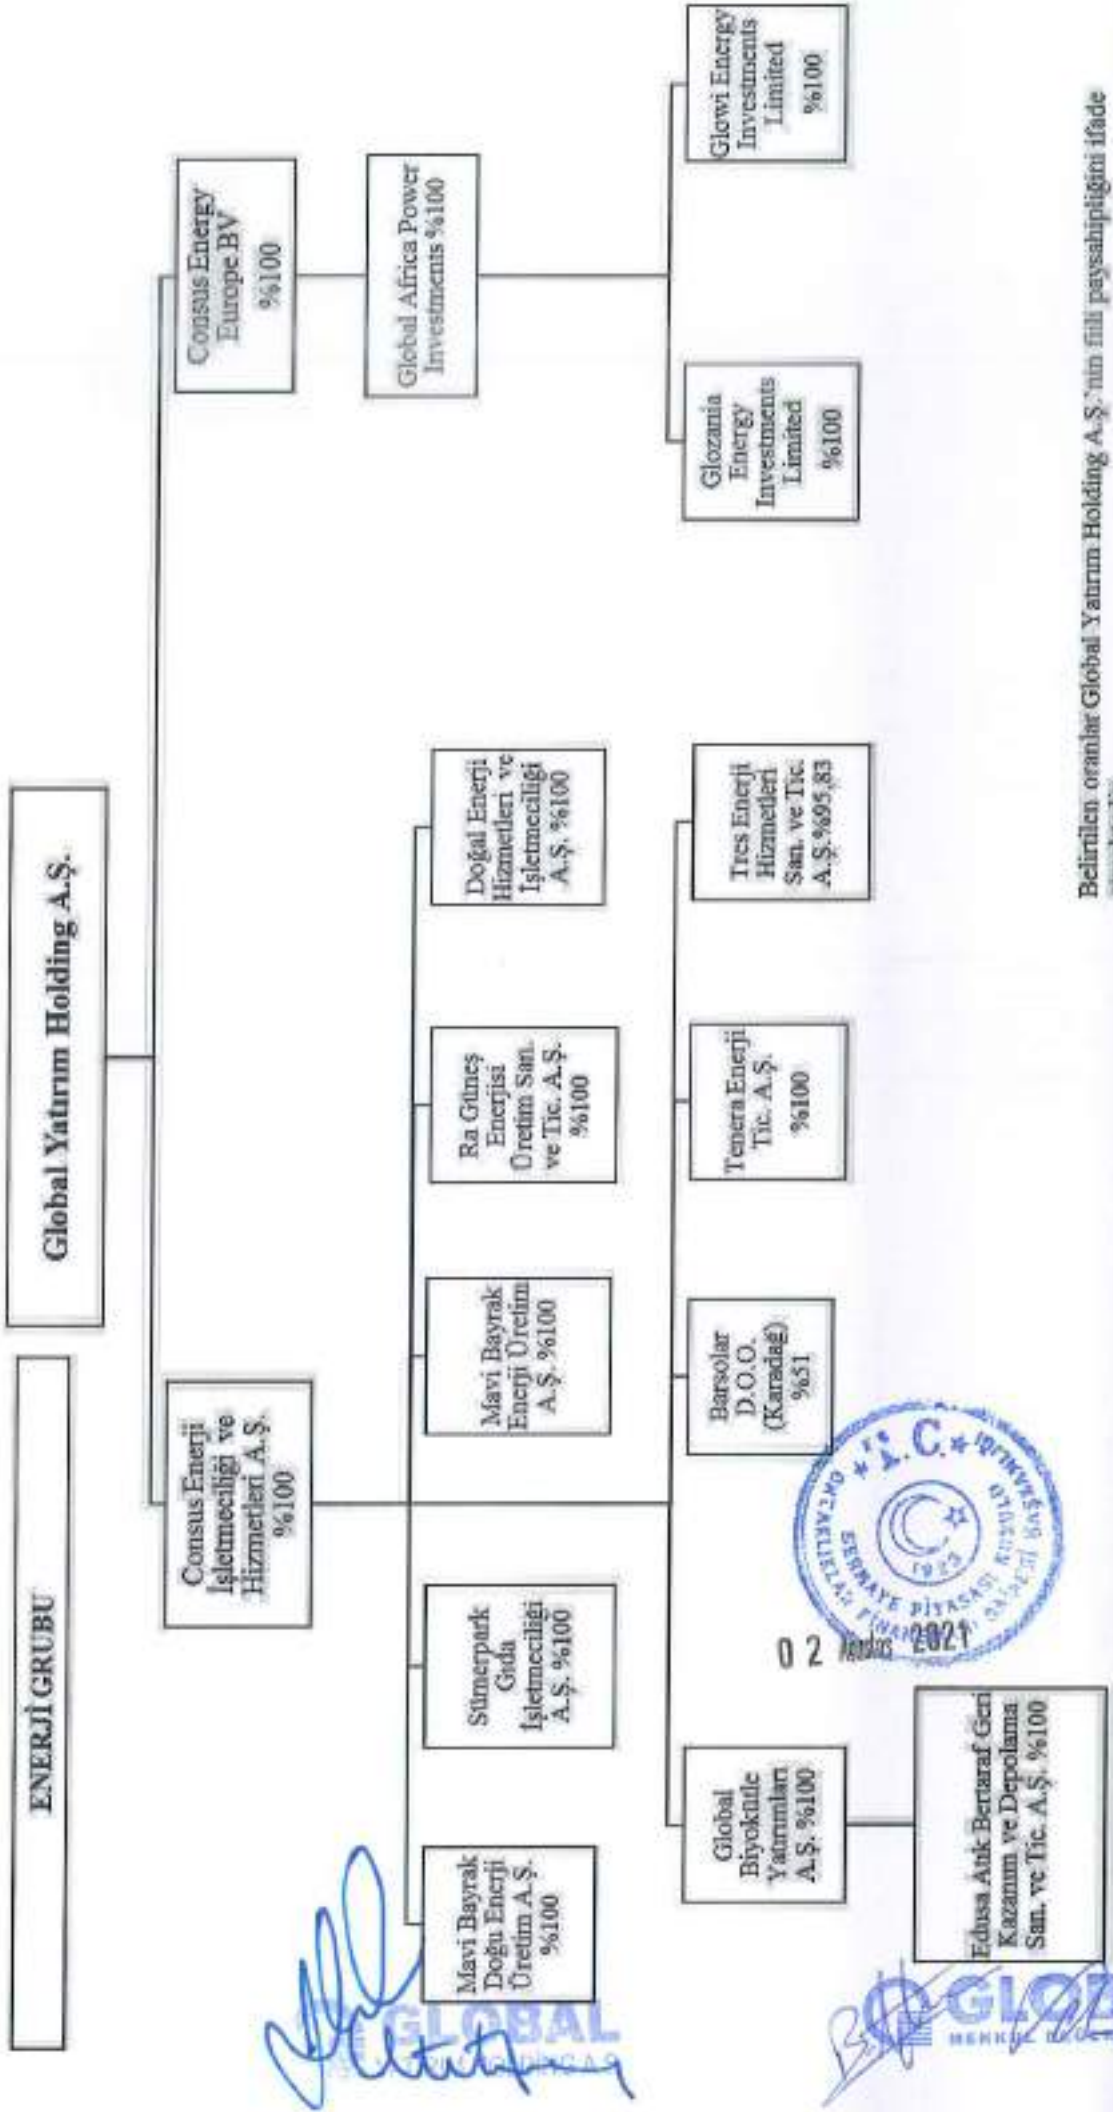 ENERJİ GRUBU
Global Yatırım Holding A.Ş.
Consus Enerji
İşletmeciliği ve
Hizmetleri A.Ş.
%100
Consus Energy
Europe BV
%100
Global Africa Power
Investments %100
Mavi Bayrak
Doğu Enerji
Üretim A.Ş.
%100
Sümerpark
Gıda
İşletmeciliği
A.Ş. %100
Mavi Bayrak
Enerji Üretim
A.Ş. %100
Ra Güneş
Enerjisi
Üretim San.
ve Tic. A.Ş.
%100
Doğal Enerji
Hizmetleri ve
İşletmeciliği
A.Ş. %100
Global
Biyokütle
Yatırımları
A.Ş. %100
Barsolar
D.O.O.
(Karadağ)
%51
Tenera Enerji
Tic. A.Ş.
%100
Tres Enerji
Hizmetleri
San. ve Tic.
A.Ş.%95,83
Glozania
Energy
Investments
Limited
%100
Glowi Energy
Investments
Limited
%100
Edusa Atık Bertaraf Geri
Kazanım ve Depolama
San. ve Tic. A.Ş. %100
Belirtilen oranlar Global Yatırım Holding A.Ş.'nin fiili paysahipliğini ifade
02 Ağustos 2021
T.C.
SERMAYE PİYASASI KURULU
1923
GLOBAL